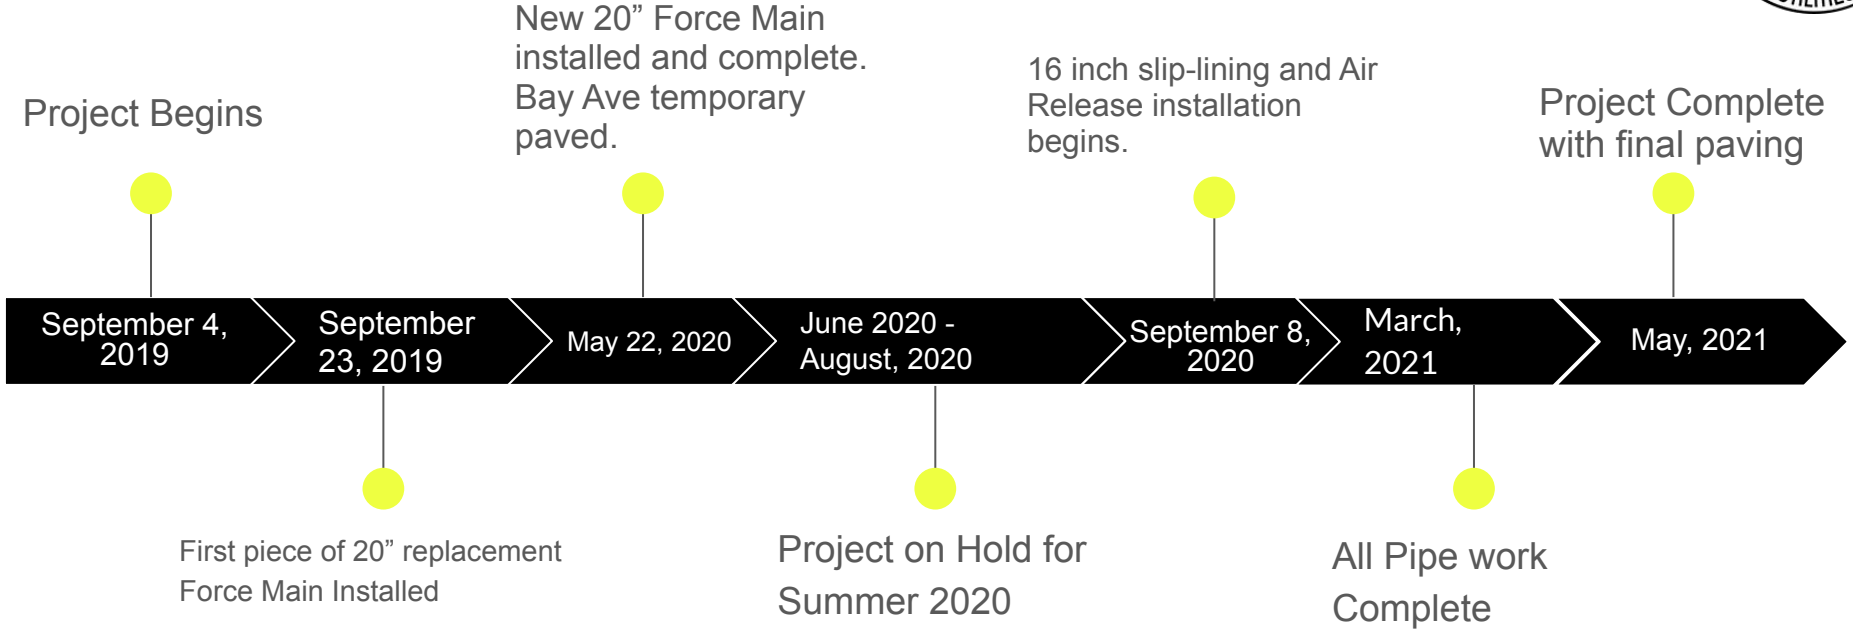 New 20” Force Main
installed and complete.
Bay Ave temporary
paved.
16 inch slip-lining and Air
Release installation
begins.
Project Begins
Project Complete
with final paving
September 4,
2019
September
23, 2019
May 22, 2020
June 2020 -
August, 2020
September 8,
2020
March,
2021
May, 2021
First piece of 20” replacement
Force Main Installed
Project on Hold for
Summer 2020
All Pipe work
Complete